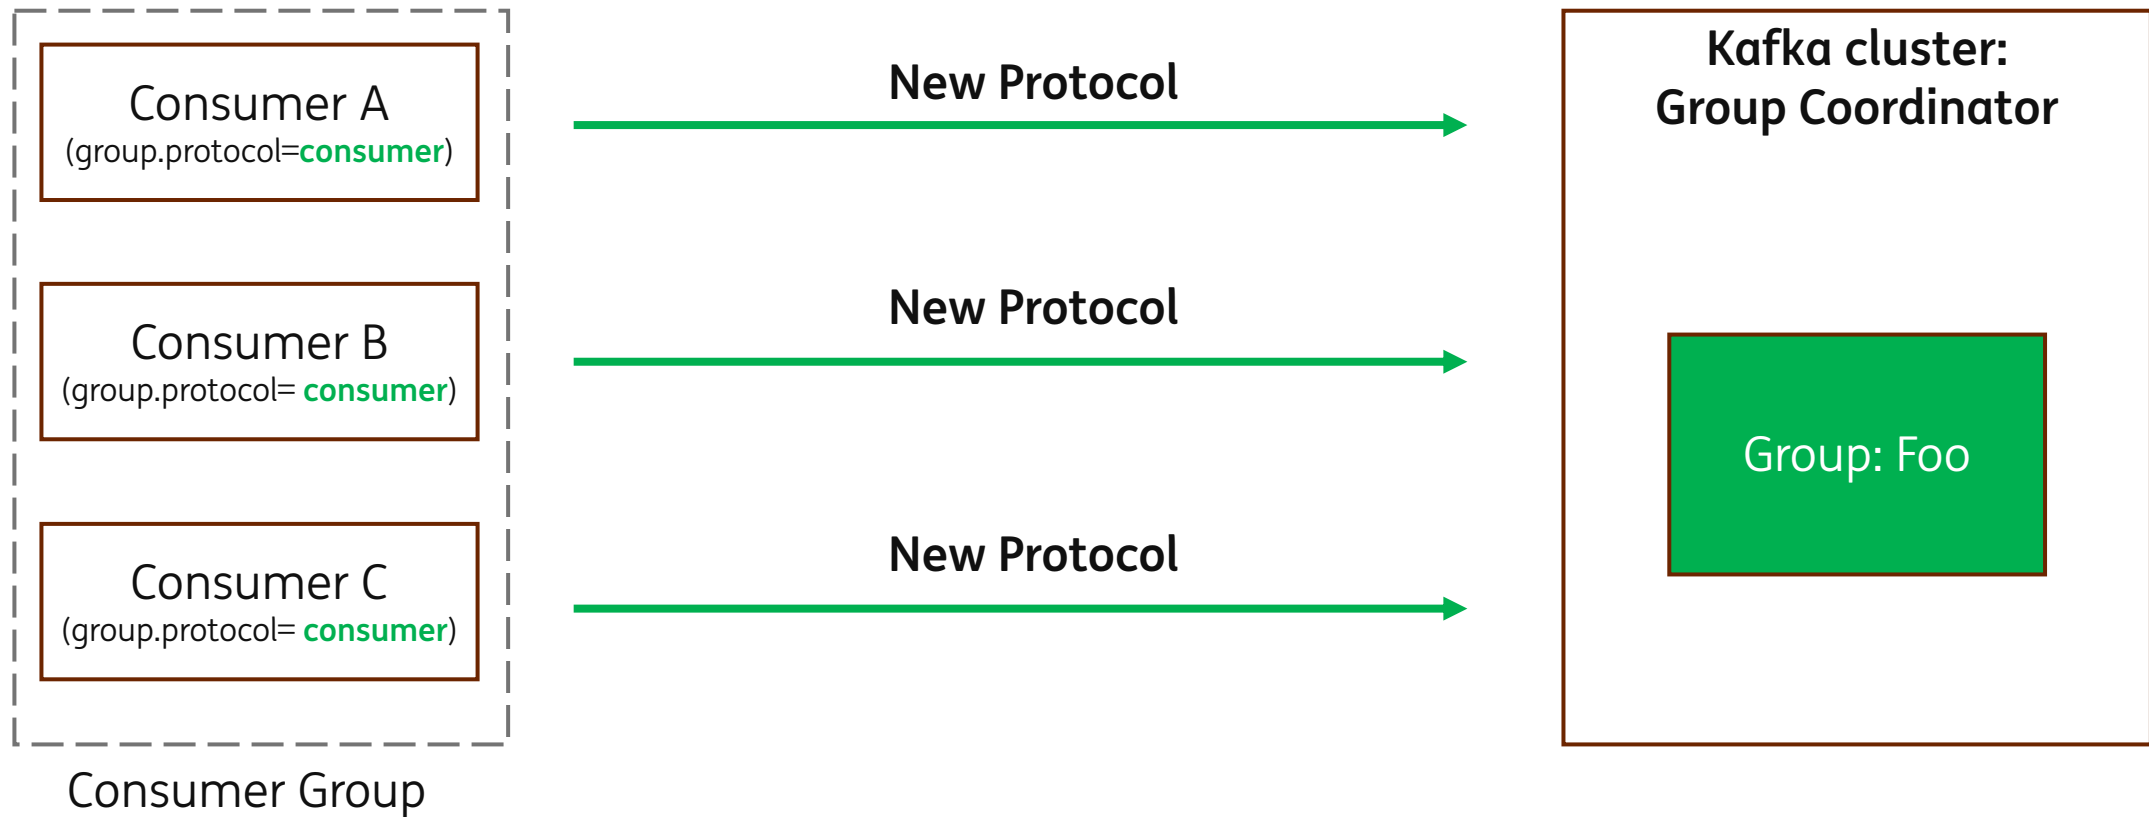 Consumer A
(group.protocol=consumer)
Consumer B
(group.protocol= consumer)
Consumer C
(group.protocol= consumer)
Consumer Group
New Protocol
New Protocol
New Protocol
Kafka cluster:
Group Coordinator
Group: Foo